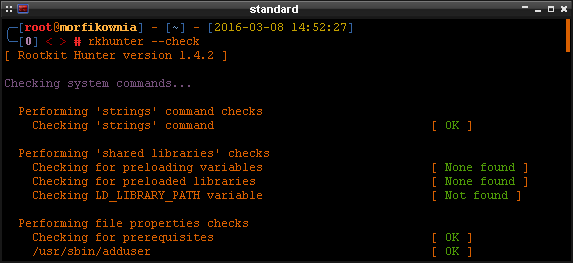 standard
[root@morfikownia] - [~] - [2016-03-08 14:52:27]
[0] < > # rkhunter --check
[ Rootkit Hunter version 1.4.2 ]
Checking system commands...
Performing 'strings' command checks
Checking 'strings' command [ OK ]
Performing 'shared libraries' checks
Checking for preloading variables [ None found ]
Checking for preloaded libraries [ None found ]
Checking LD_LIBRARY_PATH variable [ Not found ]
Performing file properties checks
Checking for prerequisites [ OK ]
/usr/sbin/adduser [ OK ]